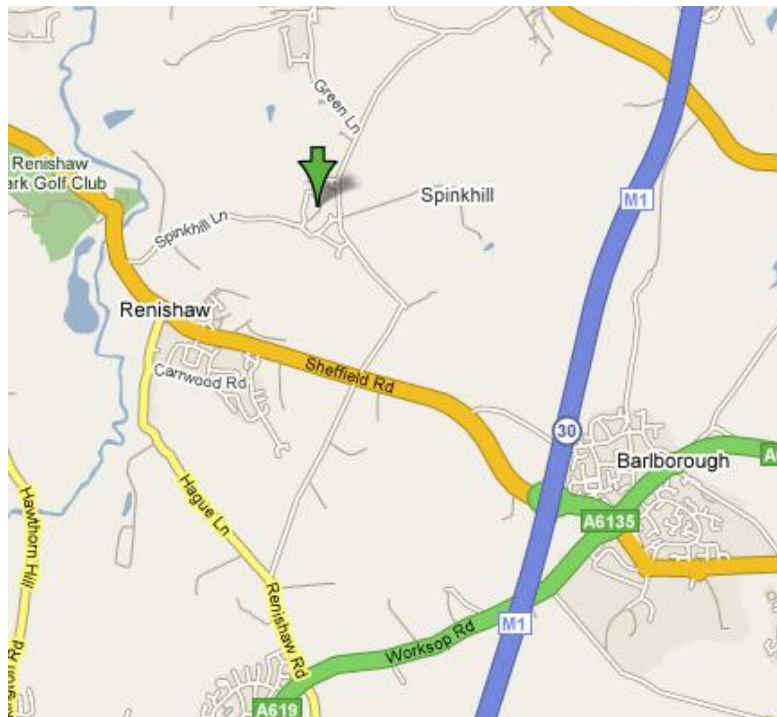 Green Ln
Renishaw
ark Golf Club
Spinkhill
M1
Spinkhill Ln
Renishaw
Sheffield Rd
Carrwood Rd
30
Barlborough
Hague Ln
A6135
Hawthorn Hill
Renishaw Rd
M1
Worksop Rd
A619